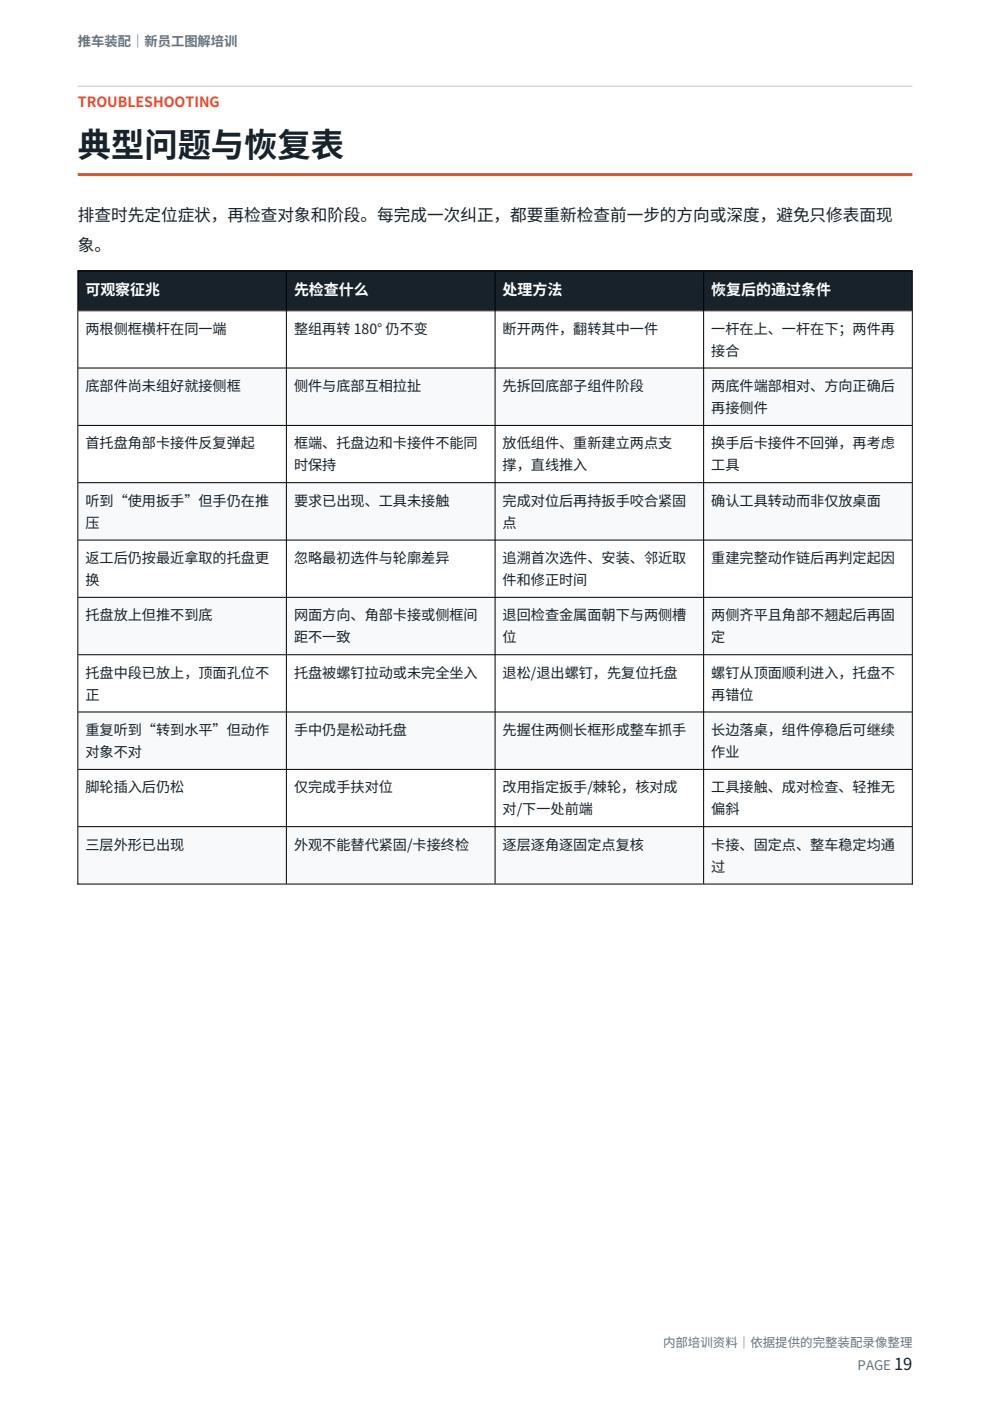 推车装配｜新员工图解培训
TROUBLESHOOTING
典型问题与恢复表
排查时先定位症状，再检查对象和阶段。每完成一次纠正，都要重新检查前一步的方向或深度，避免只修表面现
象。
可观察征兆 先检查什么 处理方法 恢复后的通过条件
两根侧框横杆在同一端 整组再转 180° 仍不变 断开两件，翻转其中一件 一杆在上、一杆在下；两件再
接合
底部件尚未组好就接侧框 侧件与底部互相拉扯 先拆回底部子组件阶段 两底件端部相对、方向正确后
再接侧件
首托盘角部卡接件反复弹起 框端、托盘边和卡接件不能同 放低组件、重新建立两点支 换手后卡接件不回弹，再考虑
时保持 撑，直线推入 工具
听到“使用扳手”但手仍在推 要求已出现、工具未接触 完成对位后再持扳手咬合紧固 确认工具转动而非仅放桌面
压 点
返工后仍按最近拿取的托盘更 忽略最初选件与轮廓差异 追溯首次选件、安装、邻近取 重建完整动作链后再判定起因
换 件和修正时间
托盘放上但推不到底 网面方向、角部卡接或侧框间 退回检查金属面朝下与两侧槽 两侧齐平且角部不翘起后再固
距不一致 位 定
托盘中段已放上，顶面孔位不 托盘被螺钉拉动或未完全坐入 退松/退出螺钉，先复位托盘 螺钉从顶面顺利进入，托盘不
正 再错位
重复听到“转到水平”但动作 手中仍是松动托盘 先握住两侧长框形成整车抓手 长边落桌，组件停稳后可继续
对象不对 作业
脚轮插入后仍松 仅完成手扶对位 改用指定扳手/棘轮，核对成 工具接触、成对检查、轻推无
对/下一处前端 偏斜
三层外形已出现 外观不能替代紧固/卡接终检 逐层逐角逐固定点复核 卡接、固定点、整车稳定均通
过
内部培训资料｜依据提供的完整装配录像整理
PAGE 19